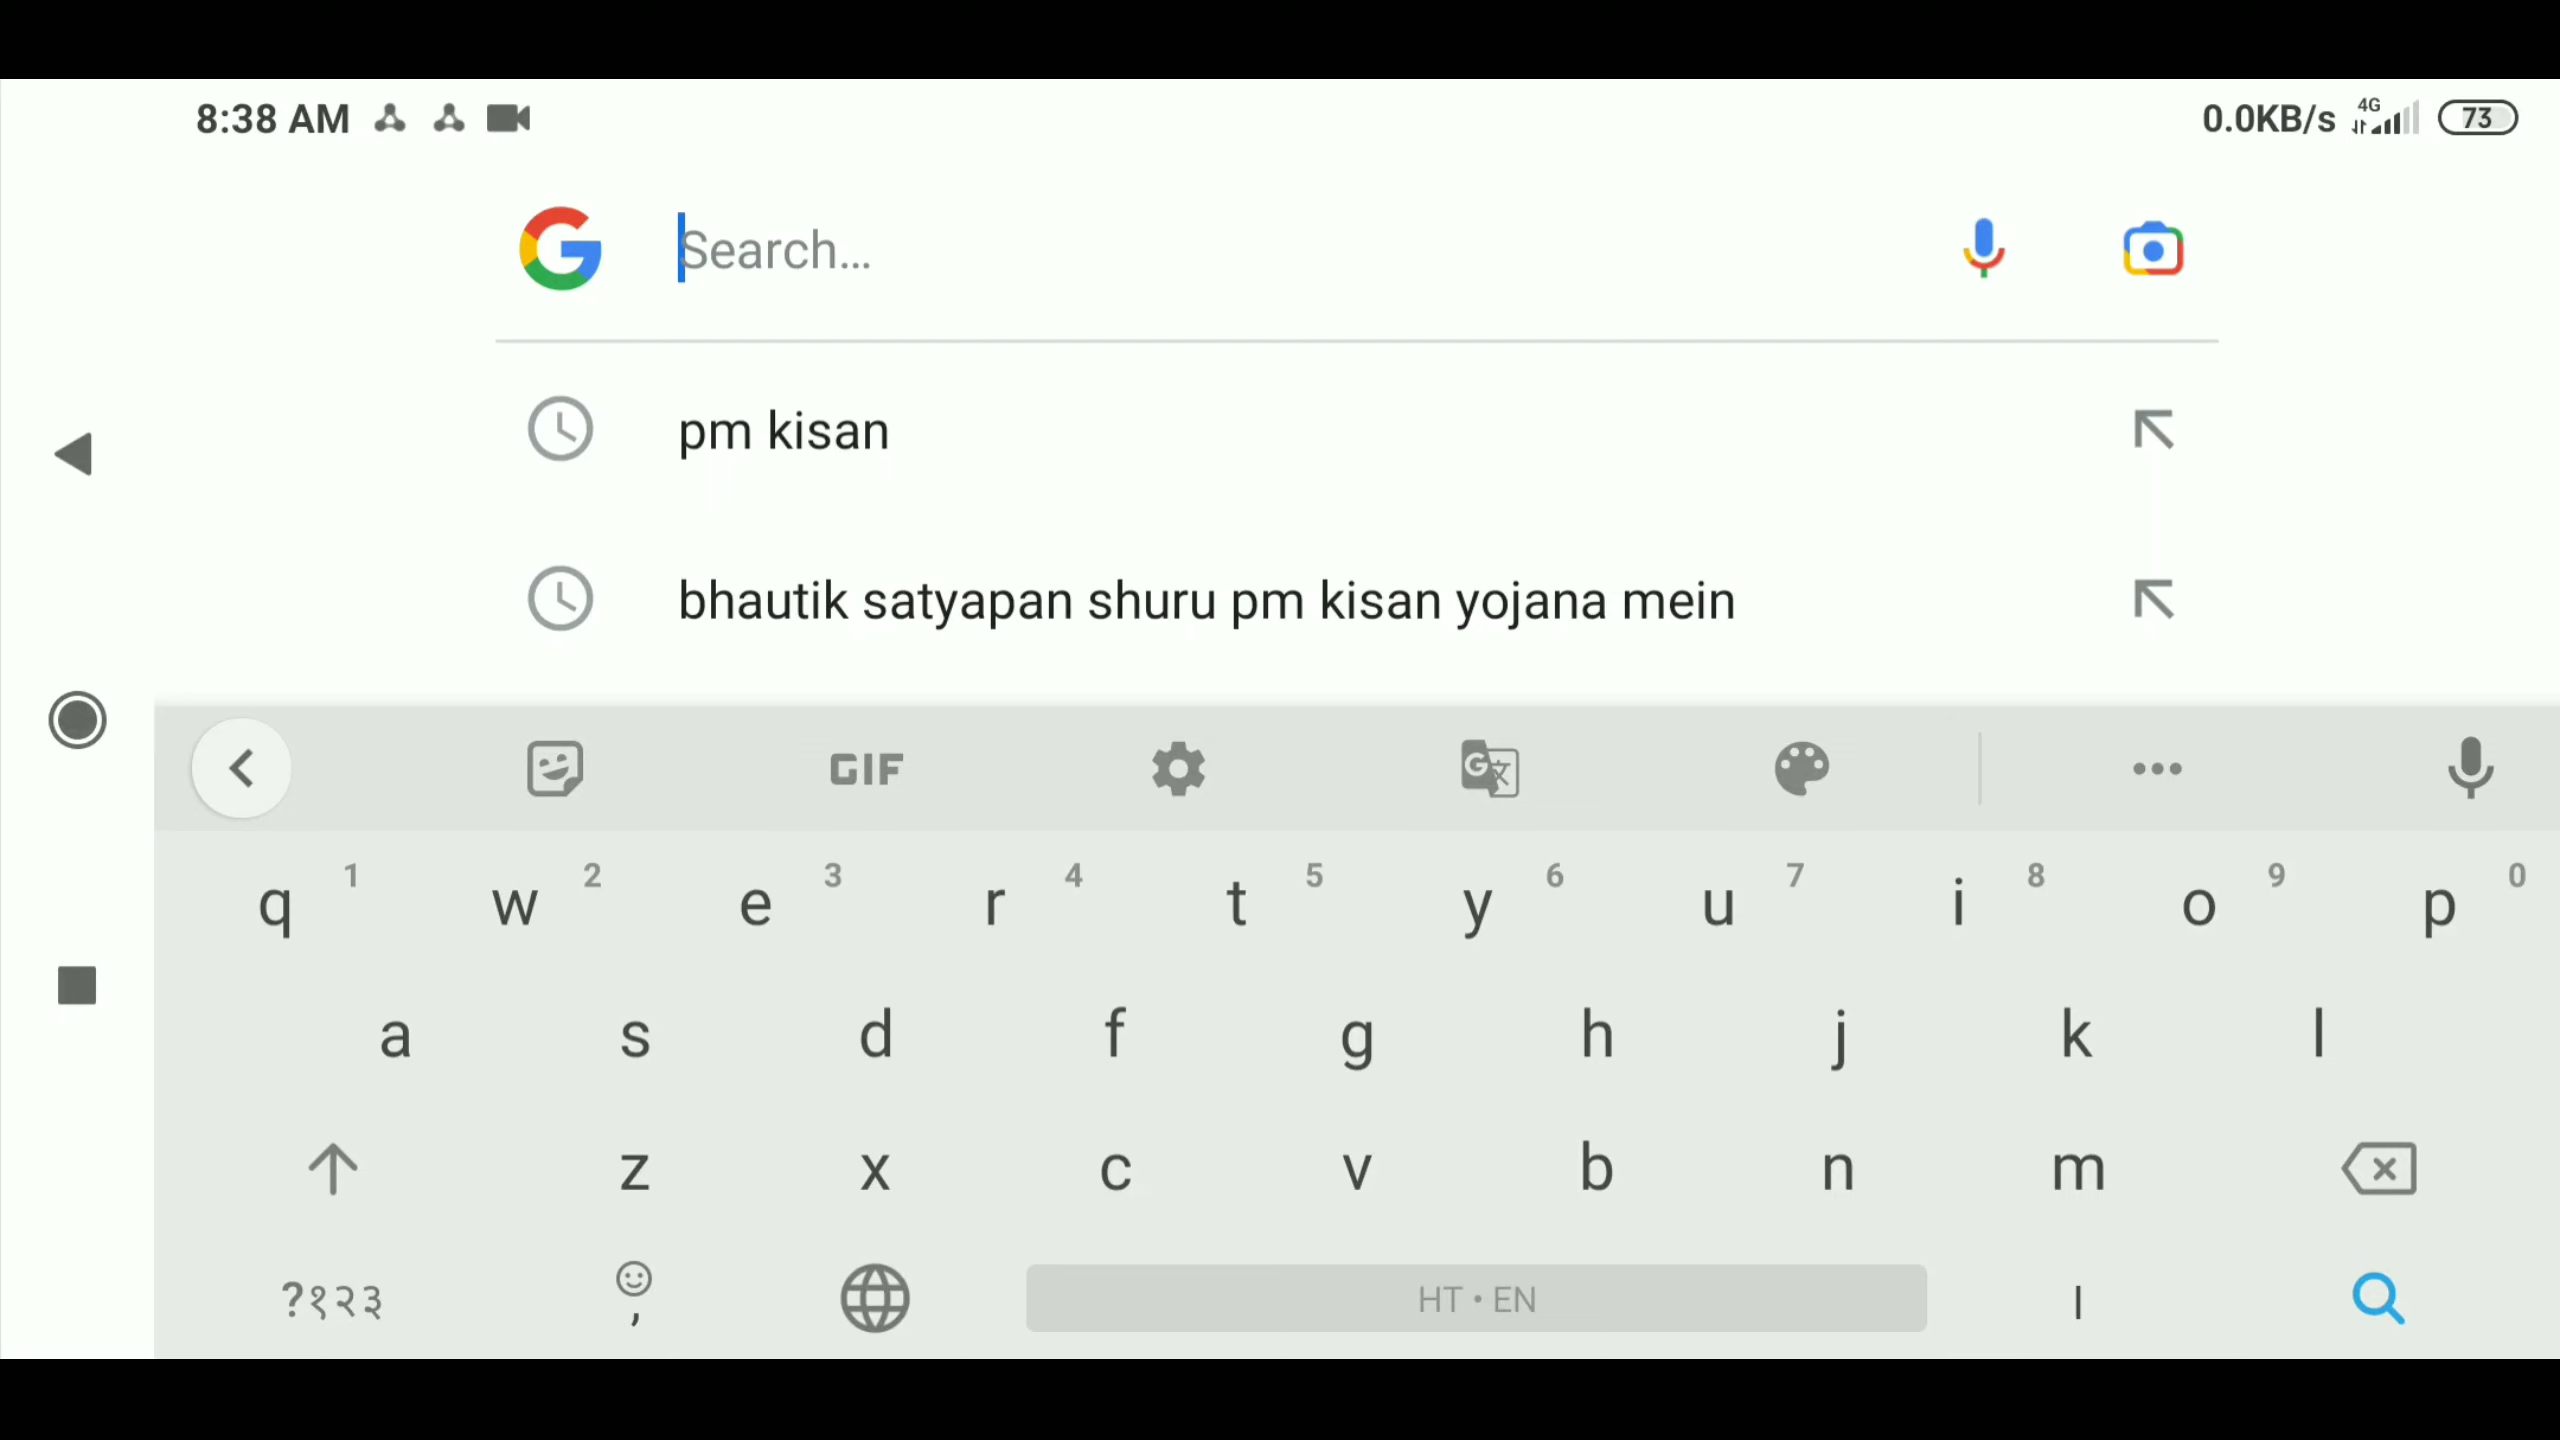 8:38 AM 0.0KB/s 4G 73
Search...
pm kisan
bhautik satyapan shuru pm kisan yojana mein
GIF
q 1 w 2 e 3 r 4 t 5 y 6 u 7 i 8 o 9 p 0
a s d f g h j k l
z x c v b n m
?१२३ , HT • EN ।